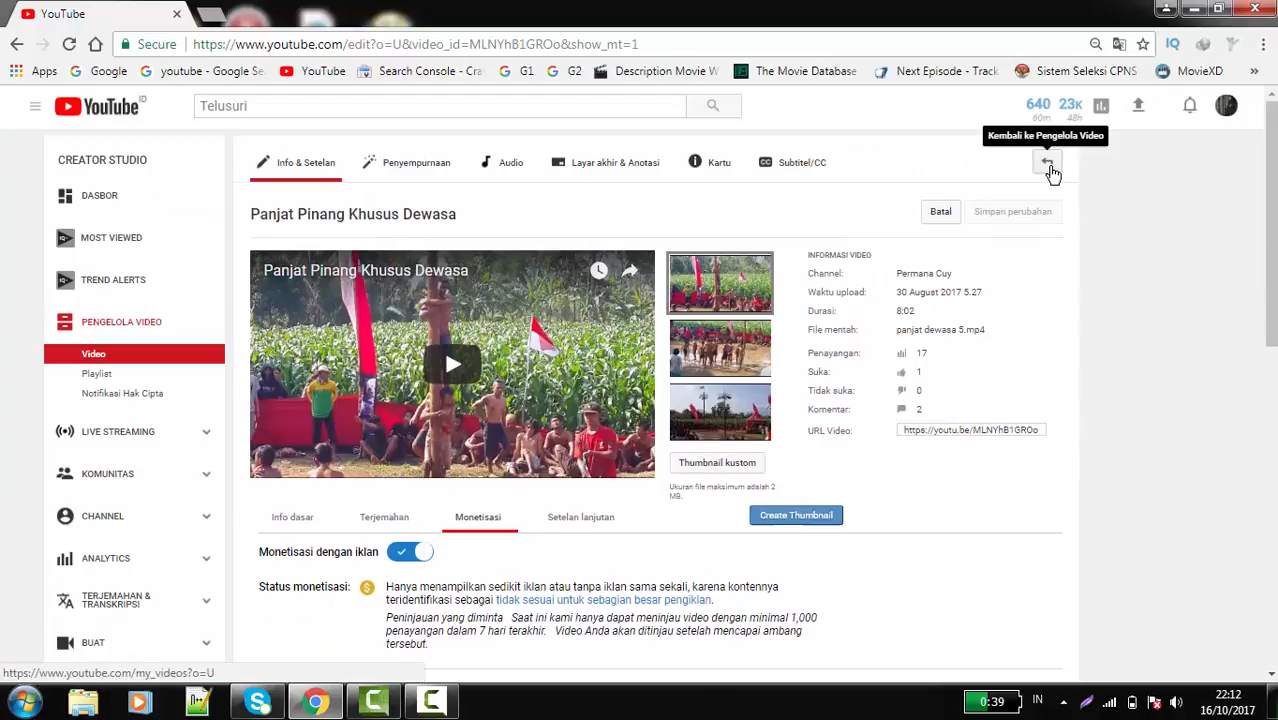 YouTube
Secure https://www.youtube.com/edit?o=U&video_id=MLNYhB1GROo&show_mt=1
Apps Google youtube - Google Se YouTube Search Console - Cri G1 G2 Description Movie W The Movie Database Next Episode - Track Sistem Seleksi CPNS MovieXD »
YouTube ID Telusuri 640 60m 23K 48h
Kembali ke Pengelola Video
CREATOR STUDIO
DASBOR
MOST VIEWED
TREND ALERTS
PENGELOLA VIDEO
Video
Playlist
Notifikasi Hak Cipta
LIVE STREAMING
KOMUNITAS
CHANNEL
ANALYTICS
TERJEMAHAN &
TRANSKRIPSI
BUAT
Info & Setelan Penyempurnaan Audio Layar akhir & Anotasi Kartu CC Subtitel/CC
Panjat Pinang Khusus Dewasa Batal Simpan perubahan
Panjat Pinang Khusus Dewasa
INFORMASI VIDEO
Channel: Permana Cuy
Waktu upload: 30 August 2017 5.27
Durasi: 8:02
File mentah: panjat dewasa 5.mp4
Penayangan: 17
Suka: 1
Tidak suka: 0
Komentar: 2
URL Video: https://youtu.be/MLNYhB1GROo
Thumbnail kustom
Ukuran file maksimum adalah 2
MB.
Info dasar Terjemahan Monetisasi Setelan lanjutan Create Thumbnail
Monetisasi dengan iklan
Status monetisasi: $ Hanya menampilkan sedikit iklan atau tanpa iklan sama sekali, karena kontennya
teridentifikasi sebagai tidak sesuai untuk sebagian besar pengiklan.
Peninjauan yang diminta Saat ini kami hanya dapat meninjau video dengan minimal 1,000
penayangan dalam 7 hari terakhir. Video Anda akan ditinjau setelah mencapai ambang
tersebut.
https://www.youtube.com/my_videos?o=U
0:39 IN 22:12
16/10/2017